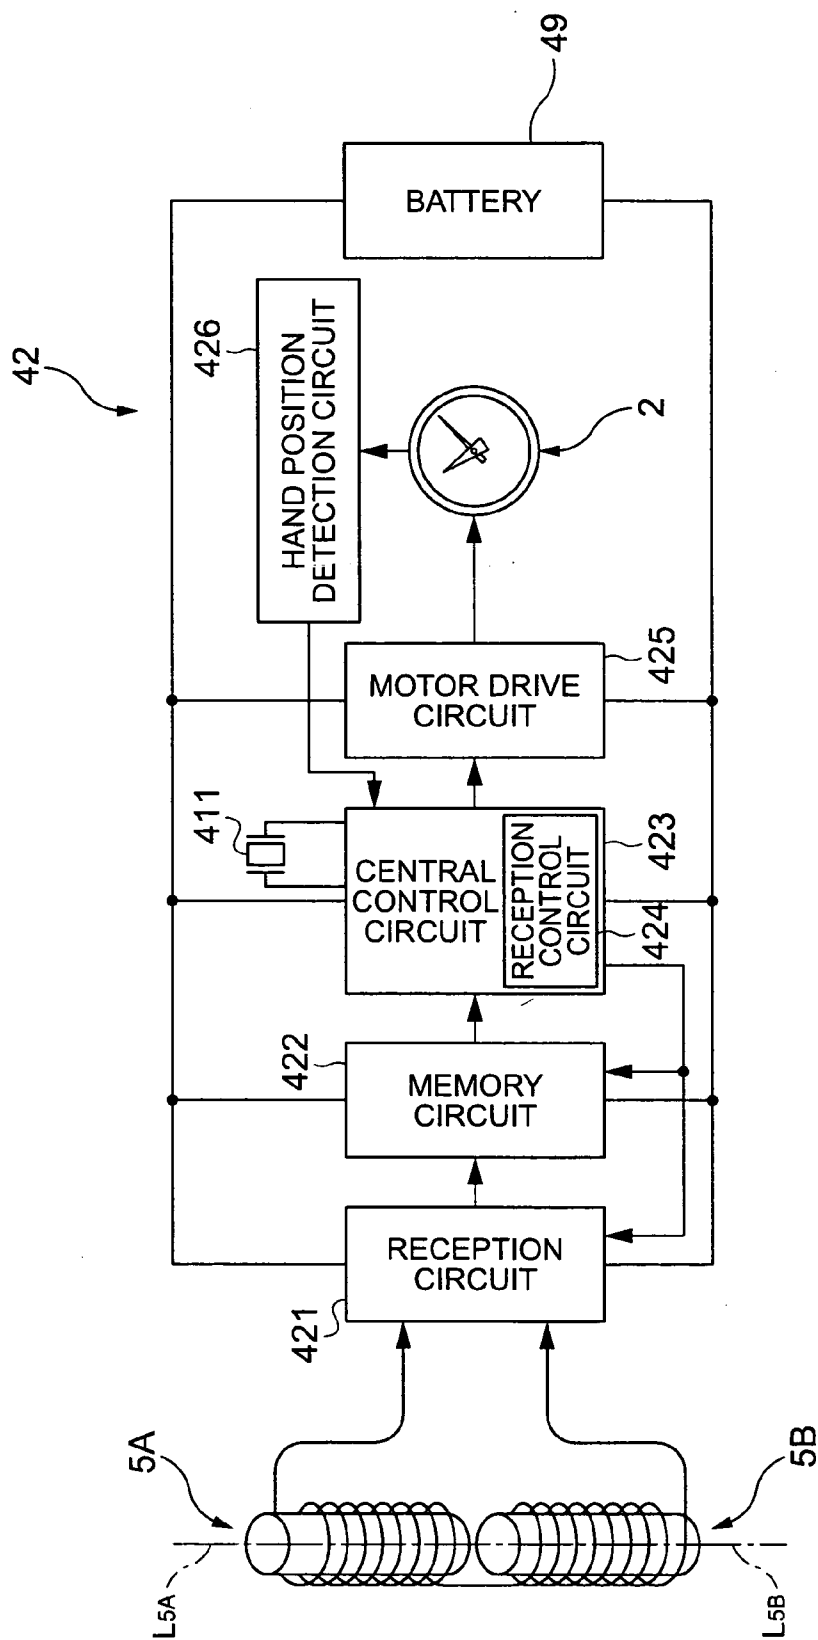 42
49
BATTERY
426
HAND POSITION
DETECTION CIRCUIT
2
MOTOR DRIVE
CIRCUIT
425
411
CENTRAL
CONTROL
CIRCUIT
RECEPTION
CONTROL
CIRCUIT
423
424
422
MEMORY
CIRCUIT
RECEPTION
CIRCUIT
421
5A
5B
L5A
L5B